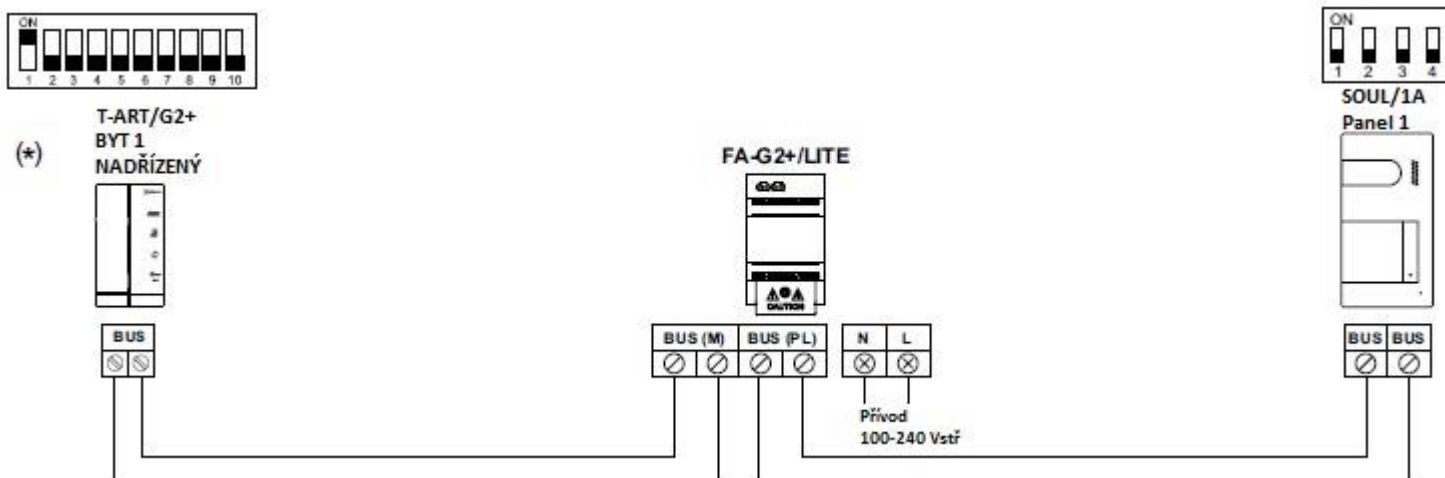 ON
1 2 3 4 5 6 7 8 9 10
T-ART/G2+
BYT 1
NADŘÍZENÝ
(*)
BUS
FA-G2+/LITE
CAUTION
BUS (M) BUS (PL) N L
Přívod
100-240 Vstř
ON
1 2 3 4
SOUL/1A
Panel 1
BUS BUS